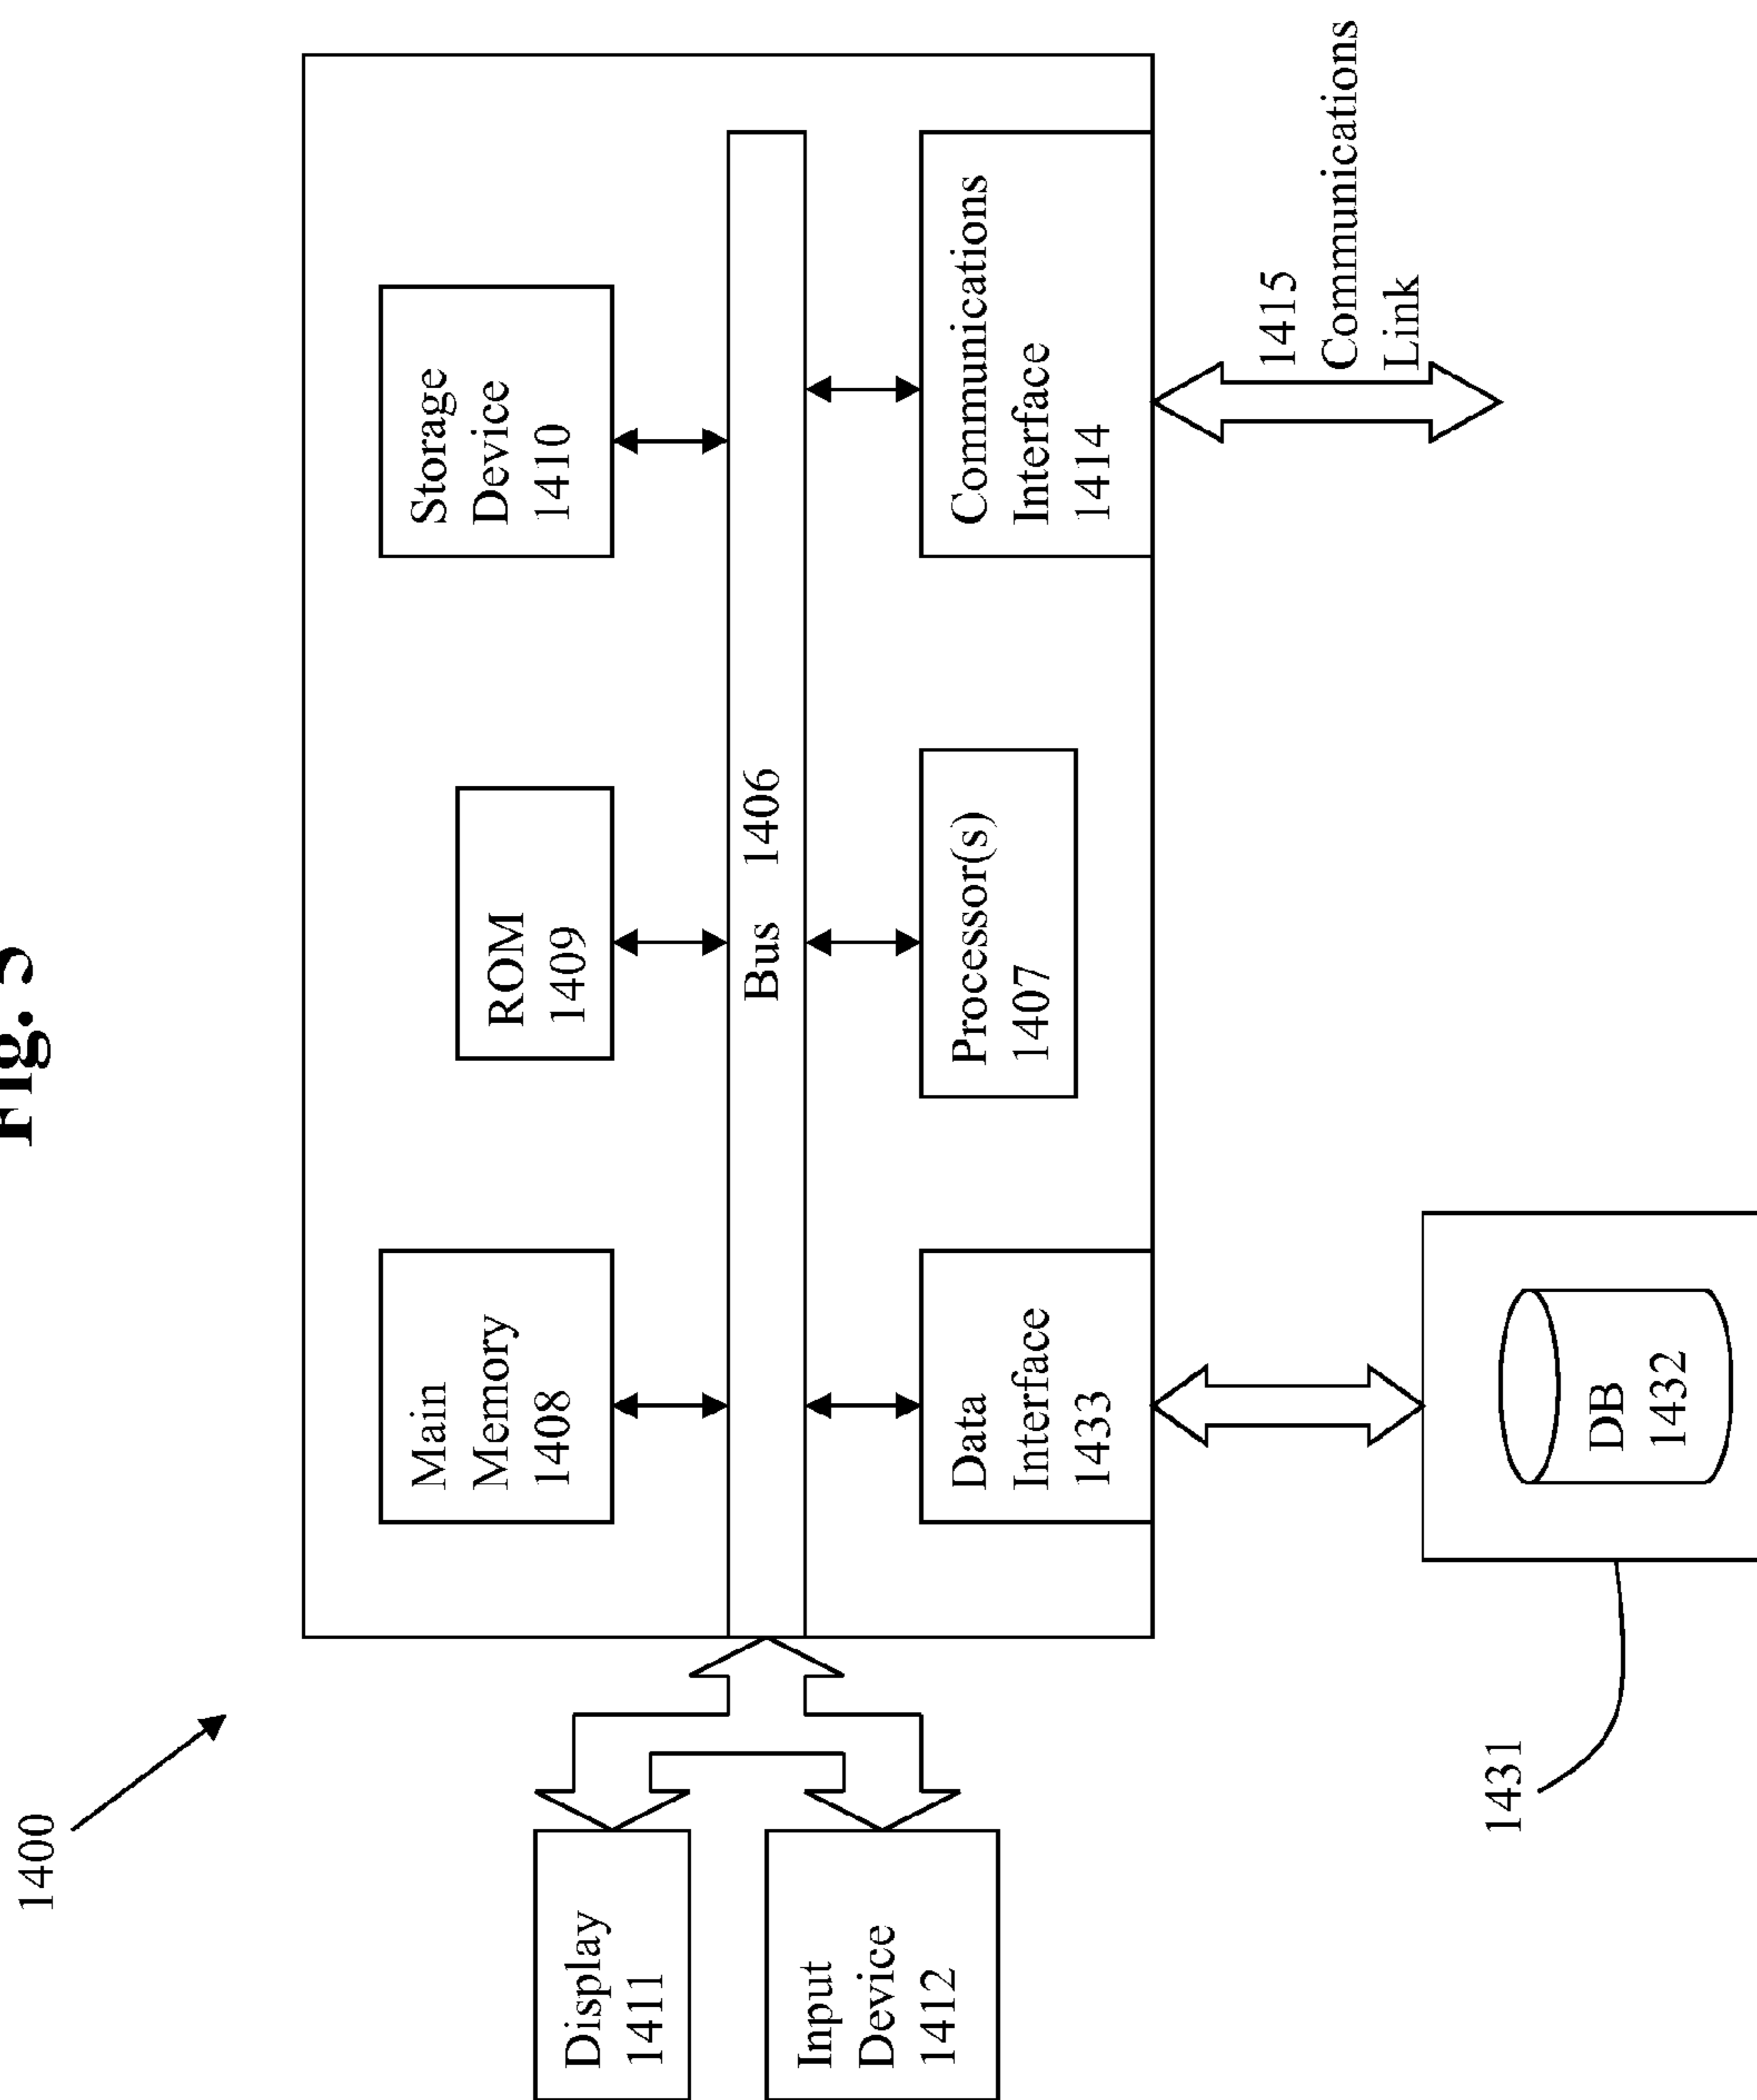 Fig.
1400
Main
Memory
1408
ROM
1409
Storage
Device
1410
Display
1411
Bus 1406
Input
Device
1412
Data
Interface
1433
Processor(s)
1407
Communications
Interface
1414
1415
Communications
Link
1431
DB
1432